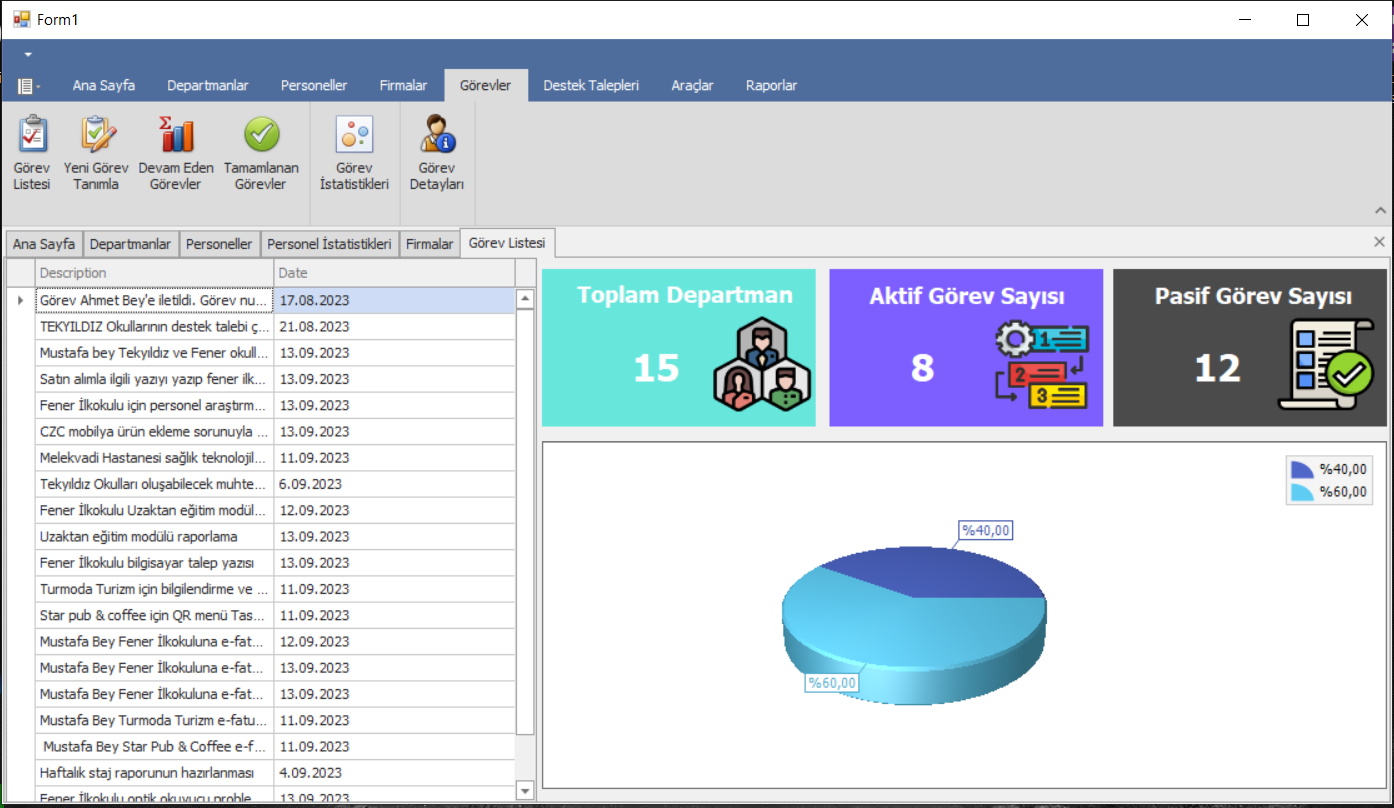 Form1
Ana Sayfa Departmanlar Personeller Firmalar Görevler Destek Talepleri Araçlar Raporlar
Görev Listesi
Yeni Görev Tanımla
Devam Eden Görevler
Tamamlanan Görevler
Görev İstatistikleri
Görev Detayları
Ana Sayfa Departmanlar Personeller Personel İstatistikleri Firmalar Görev Listesi
Description Date
Görev Ahmet Bey'e iletildi. Görev nu... 17.08.2023
TEKYILDIZ Okullarının destek talebi ç... 21.08.2023
Mustafa bey Tekyıldız ve Fener okull... 13.09.2023
Satın alımla ilgili yazıyı yazıp fener ilk... 13.09.2023
Fener İlkokulu için personel araştırm... 13.09.2023
CZC mobilya ürün ekleme sorunuyla ... 13.09.2023
Melekvadi Hastanesi sağlık teknolojil... 11.09.2023
Tekyıldız Okulları oluşabilecek muhte... 6.09.2023
Fener İlkokulu Uzaktan eğitim modül... 12.09.2023
Uzaktan eğitim modülü raporlama 13.09.2023
Fener İlkokulu bilgisayar talep yazısı 13.09.2023
Turmoda Turizm için bilgilendirme ve ... 11.09.2023
Star pub & coffee için QR menü Tas... 11.09.2023
Mustafa Bey Fener İlkokuluna e-fat... 12.09.2023
Mustafa Bey Fener İlkokuluna e-fat... 13.09.2023
Mustafa Bey Fener İlkokuluna e-fat... 13.09.2023
Mustafa Bey Turmoda Turizm e-fatu... 11.09.2023
Mustafa Bey Star Pub & Coffee e-f... 11.09.2023
Haftalık staj raporunun hazırlanması 4.09.2023
Fener İlkokulu optik okuyucu proble... 13.09.2023
Toplam Departman
15
Aktif Görev Sayısı
8
1
2
3
Pasif Görev Sayısı
12
%40,00
%60,00
%40,00
%60,00